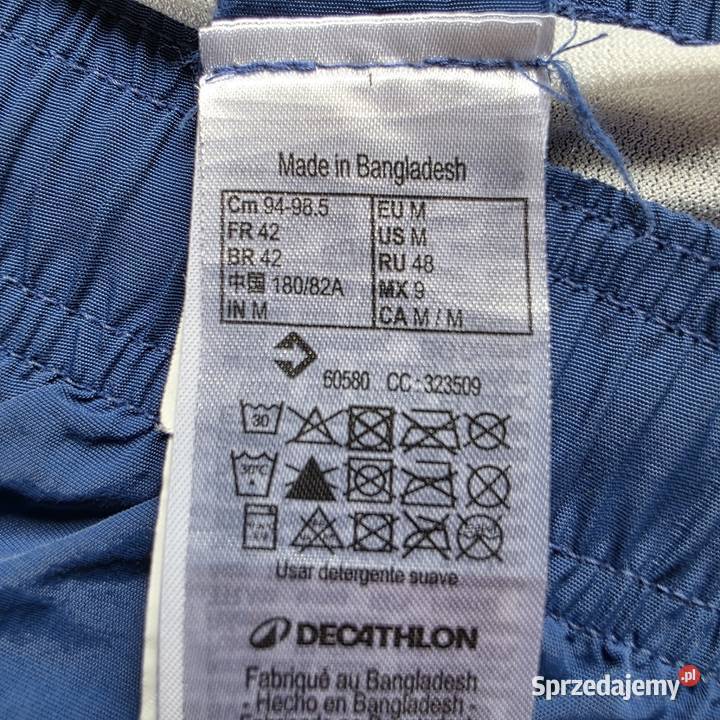 Made in Bangladesh
Cm 94-98.5 EU M
FR 42 US M
BR 42 RU 48
中国 180/82A MX 9
IN M CA M / M
60580 CC : 323509
30
30°C
Usar detergente suave
DECATHLON
Fabriqué au Bangladesh
- Hecho en Bangladesh -
Sprzedajemy.pl